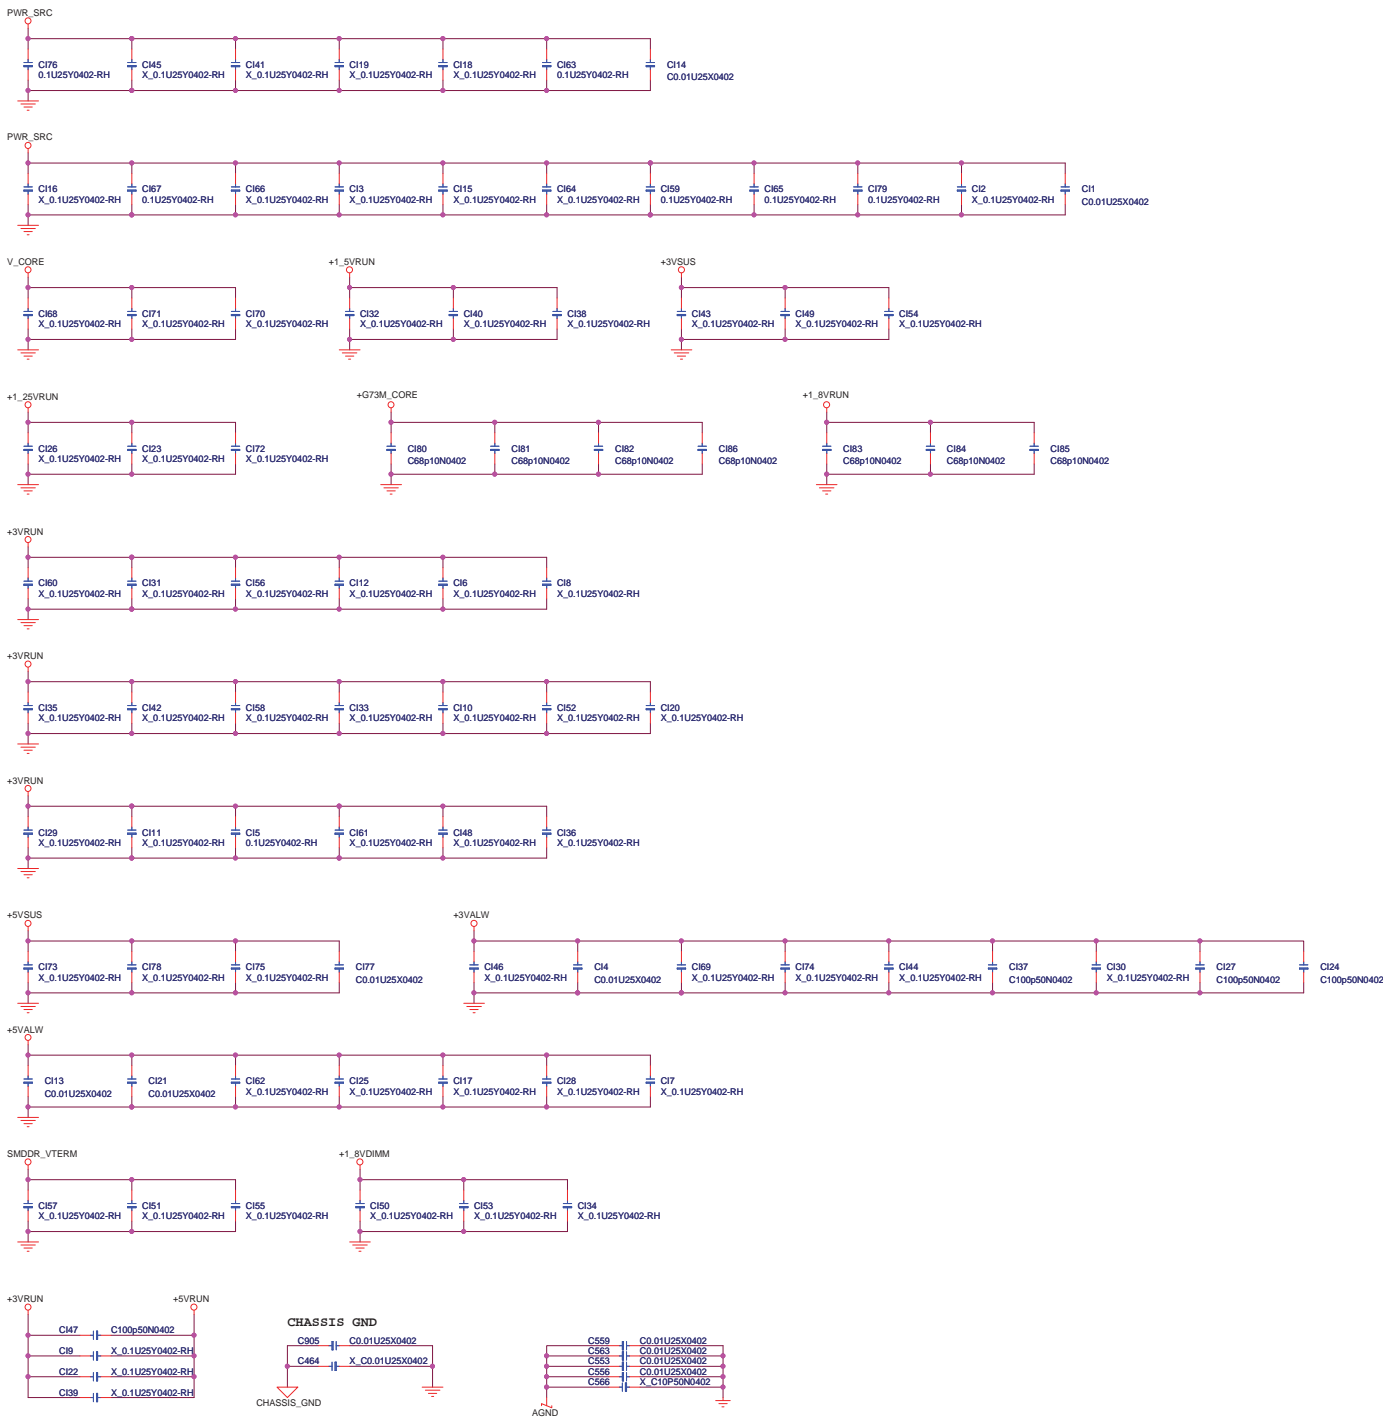 PWR_SRC
CI76 CI45 CI41 CI19 CI18 CI63 CI14
0.1U25Y0402-RH X_0.1U25Y0402-RH X_0.1U25Y0402-RH X_0.1U25Y0402-RH X_0.1U25Y0402-RH 0.1U25Y0402-RH C0.01U25X0402
PWR_SRC
CI16 CI67 CI66 CI3 CI15 CI64 CI59 CI65 CI79 CI2 CI1
X_0.1U25Y0402-RH 0.1U25Y0402-RH X_0.1U25Y0402-RH X_0.1U25Y0402-RH X_0.1U25Y0402-RH X_0.1U25Y0402-RH 0.1U25Y0402-RH 0.1U25Y0402-RH 0.1U25Y0402-RH X_0.1U25Y0402-RH C0.01U25X0402
V_CORE +1_5VRUN +3VSUS
CI68 CI71 CI70 CI32 CI40 CI38 CI43 CI49 CI54
X_0.1U25Y0402-RH X_0.1U25Y0402-RH X_0.1U25Y0402-RH X_0.1U25Y0402-RH X_0.1U25Y0402-RH X_0.1U25Y0402-RH X_0.1U25Y0402-RH X_0.1U25Y0402-RH X_0.1U25Y0402-RH
+1_25VRUN +G73M_CORE +1_8VRUN
CI26 CI23 CI72 CI80 CI81 CI82 CI86 CI83 CI84 CI85
X_0.1U25Y0402-RH X_0.1U25Y0402-RH X_0.1U25Y0402-RH C68p10N0402 C68p10N0402 C68p10N0402 C68p10N0402 C68p10N0402 C68p10N0402 C68p10N0402
+3VRUN
CI60 CI31 CI56 CI12 CI6 CI8
X_0.1U25Y0402-RH X_0.1U25Y0402-RH X_0.1U25Y0402-RH X_0.1U25Y0402-RH X_0.1U25Y0402-RH X_0.1U25Y0402-RH
+3VRUN
CI35 CI42 CI58 CI33 CI10 CI52 CI20
X_0.1U25Y0402-RH X_0.1U25Y0402-RH X_0.1U25Y0402-RH X_0.1U25Y0402-RH X_0.1U25Y0402-RH X_0.1U25Y0402-RH X_0.1U25Y0402-RH
+3VRUN
CI29 CI11 CI5 CI61 CI48 CI36
X_0.1U25Y0402-RH X_0.1U25Y0402-RH 0.1U25Y0402-RH X_0.1U25Y0402-RH X_0.1U25Y0402-RH X_0.1U25Y0402-RH
+5VSUS +3VALW
CI73 CI78 CI75 CI77 CI46 CI4 CI69 CI74 CI44 CI37 CI30 CI27 CI24
X_0.1U25Y0402-RH X_0.1U25Y0402-RH X_0.1U25Y0402-RH C0.01U25X0402 X_0.1U25Y0402-RH C0.01U25X0402 X_0.1U25Y0402-RH X_0.1U25Y0402-RH X_0.1U25Y0402-RH C100p50N0402 X_0.1U25Y0402-RH C100p50N0402 C100p50N0402
+5VALW
CI13 CI21 CI62 CI25 CI17 CI28 CI7
C0.01U25X0402 C0.01U25X0402 X_0.1U25Y0402-RH X_0.1U25Y0402-RH X_0.1U25Y0402-RH X_0.1U25Y0402-RH X_0.1U25Y0402-RH
SMDDR_VTERM +1_8VDIMM
CI57 CI51 CI55 CI50 CI53 CI34
X_0.1U25Y0402-RH X_0.1U25Y0402-RH X_0.1U25Y0402-RH X_0.1U25Y0402-RH X_0.1U25Y0402-RH X_0.1U25Y0402-RH
+3VRUN +5VRUN
CI47 C100p50N0402
CI9 X_0.1U25Y0402-RH
CI22 X_0.1U25Y0402-RH
CI39 X_0.1U25Y0402-RH
CHASSIS GND
C905 C0.01U25X0402
C464 X_C0.01U25X0402
CHASSIS_GND
C559 C0.01U25X0402
C563 C0.01U25X0402
C553 C0.01U25X0402
C556 C0.01U25X0402
C566 X_C10P50N0402
AGND